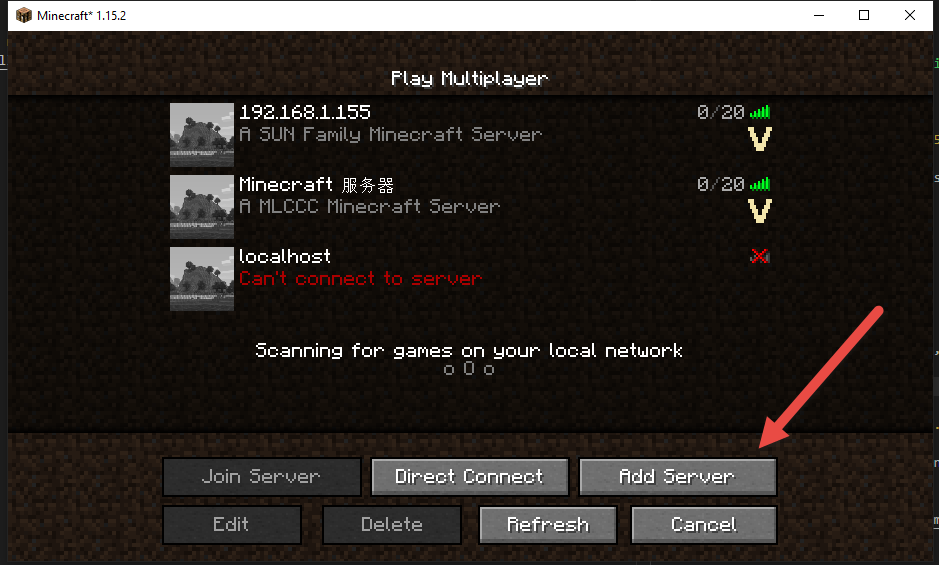 Minecraft* 1.15.2
Play Multiplayer
192.168.1.155 0/20
A SUN Family Minecraft Server
Minecraft 服务器 0/20
A MLCCC Minecraft Server
localhost
Can't connect to server
Scanning for games on your local network
o O o
Join Server Direct Connect Add Server
Edit Delete Refresh Cancel